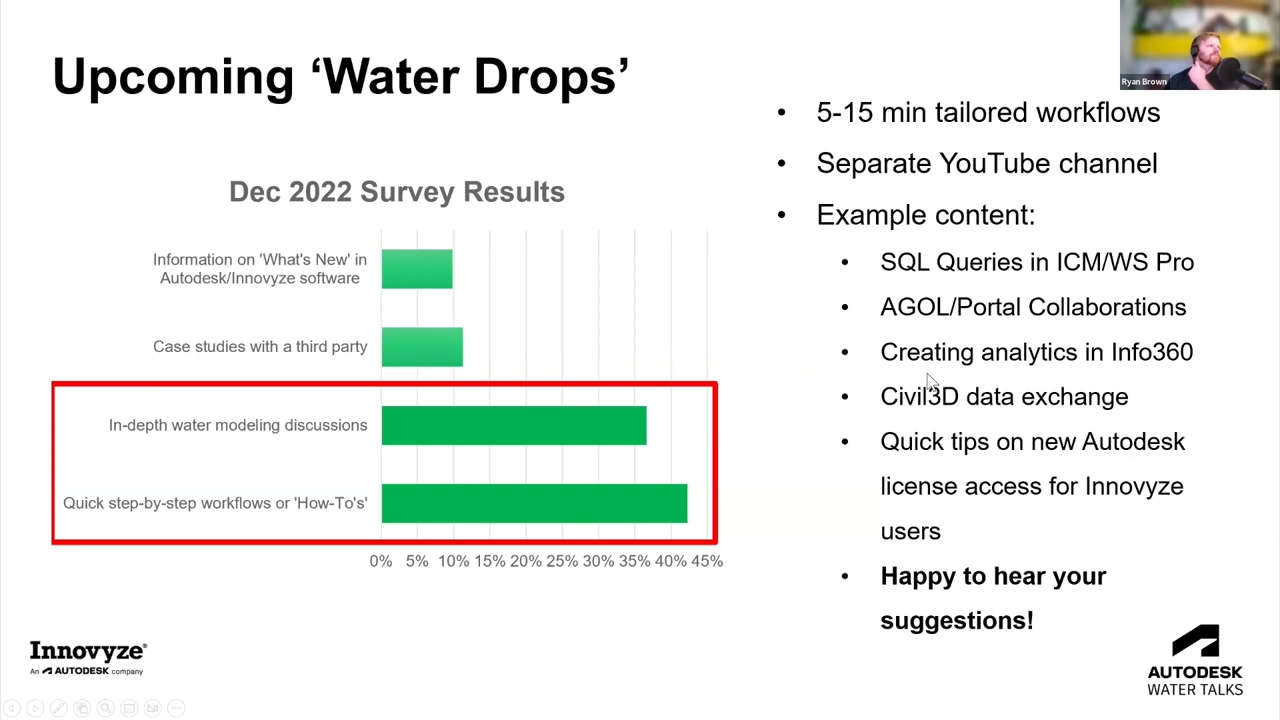 Upcoming ‘Water Drops’
Ryan Brown
Dec 2022 Survey Results
Information on 'What's New' in
Autodesk/Innovyze software
Case studies with a third party
In-depth water modeling discussions
Quick step-by-step workflows or 'How-To's'
0% 5% 10% 15% 20% 25% 30% 35% 40% 45%
• 5-15 min tailored workflows
• Separate YouTube channel
• Example content:
• SQL Queries in ICM/WS Pro
• AGOL/Portal Collaborations
• Creating analytics in Info360
• Civil3D data exchange
• Quick tips on new Autodesk
license access for Innovyze
users
• Happy to hear your
suggestions!
Innovyze®
An AUTODESK company
AUTODESK
WATER TALKS